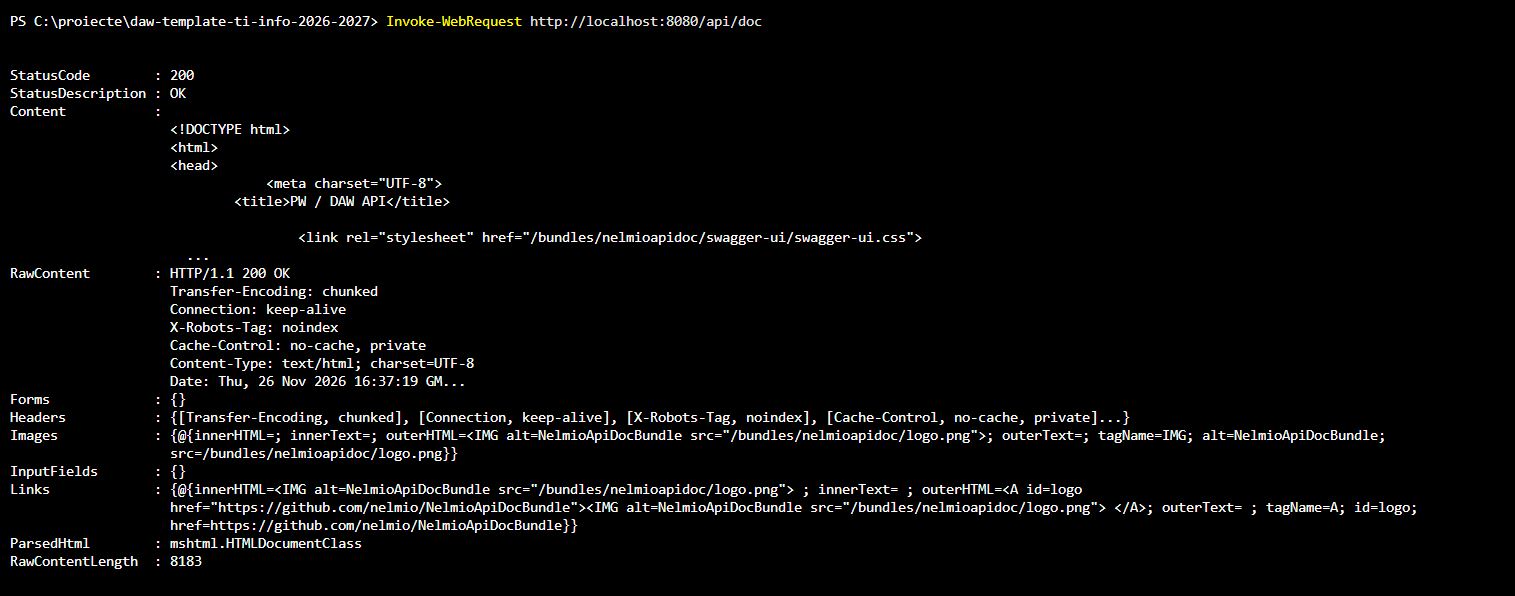 PS C:\proiecte\daw-template-ti-info-2026-2027> Invoke-WebRequest http://localhost:8080/api/doc
StatusCode        : 200
StatusDescription : OK
Content           :
                    <!DOCTYPE html>
                    <html>
                    <head>
                                <meta charset="UTF-8">
                            <title>PW / DAW API</title>
                                    <link rel="stylesheet" href="/bundles/nelmioapidoc/swagger-ui/swagger-ui.css">
                      ...
RawContent        : HTTP/1.1 200 OK
                    Transfer-Encoding: chunked
                    Connection: keep-alive
                    X-Robots-Tag: noindex
                    Cache-Control: no-cache, private
                    Content-Type: text/html; charset=UTF-8
                    Date: Thu, 26 Nov 2026 16:37:19 GM...
Forms             : {}
Headers           : {[Transfer-Encoding, chunked], [Connection, keep-alive], [X-Robots-Tag, noindex], [Cache-Control, no-cache, private]...}
Images            : {@{innerHTML=; innerText=; outerHTML=<IMG alt=NelmioApiDocBundle src="/bundles/nelmioapidoc/logo.png">; outerText=; tagName=IMG; alt=NelmioApiDocBundle;
                    src=/bundles/nelmioapidoc/logo.png}}
InputFields       : {}
Links             : {@{innerHTML=<IMG alt=NelmioApiDocBundle src="/bundles/nelmioapidoc/logo.png"> ; innerText= ; outerHTML=<A id=logo
                    href="https://github.com/nelmio/NelmioApiDocBundle"><IMG alt=NelmioApiDocBundle src="/bundles/nelmioapidoc/logo.png"> </A>; outerText= ; tagName=A; id=logo;
                    href=https://github.com/nelmio/NelmioApiDocBundle}}
ParsedHtml        : mshtml.HTMLDocumentClass
RawContentLength  : 8183